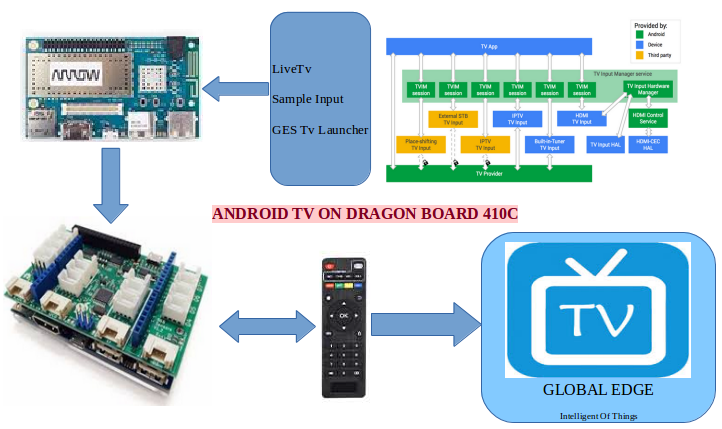 ARROW
LiveTv
Sample Input
GES Tv Launcher
Provided by:
Android
Device
Third party
TV App
TV Input Manager service
TVIM session
TVIM session
TVIM session
TVIM session
TVIM session
TVIM session
TV Input Hardware
Manager
External STB
TV Input
IPTV
TV Input
HDMI
TV Input
HDMI Control
Service
Place-shifting
TV Input
IPTV
TV Input
Built-in-Tuner
TV Input
TV Input HAL
HDMI-CEC
HAL
TV Provider
ANDROID TV ON DRAGON BOARD 410C
OK
TV
GLOBAL EDGE
Intelligent Of Things